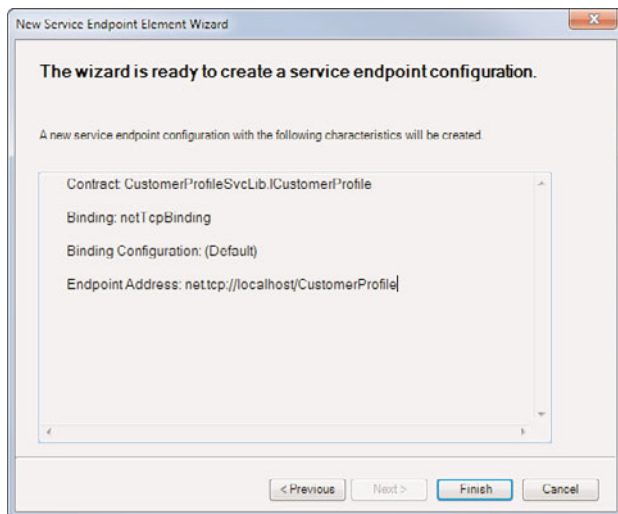 New Service Endpoint Element Wizard
The wizard is ready to create a service endpoint configuration.
A new service endpoint configuration with the following characteristics will be created.
Contract: CustomerProfileSvcLib.ICustomerProfile
Binding: netTcpBinding
Binding Configuration: (Default)
Endpoint Address: net.tcp://localhost/CustomerProfile
< Previous
Next >
Finish
Cancel